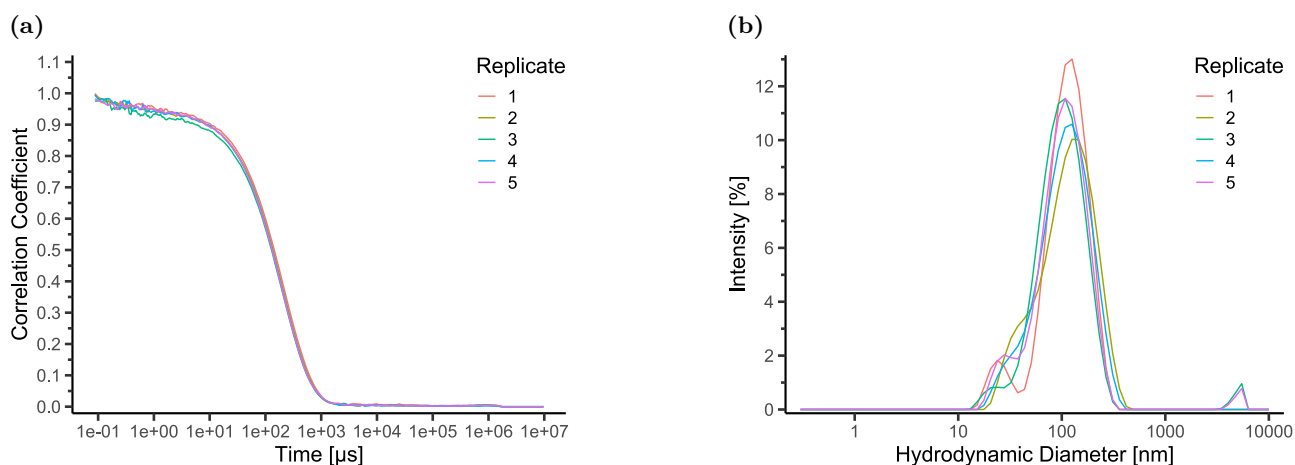 (a)
Correlation Coefficient
1.1
1.0
0.9
0.8
0.7
0.6
0.5
0.4
0.3
0.2
0.1
0.0
1e-01 1e+00 1e+01 1e+02 1e+03 1e+04 1e+05 1e+06 1e+07
Time [µs]
Replicate
1
2
3
4
5
(b)
Intensity [%]
12
10
8
6
4
2
0
1 10 100 1000 10000
Hydrodynamic Diameter [nm]
Replicate
1
2
3
4
5